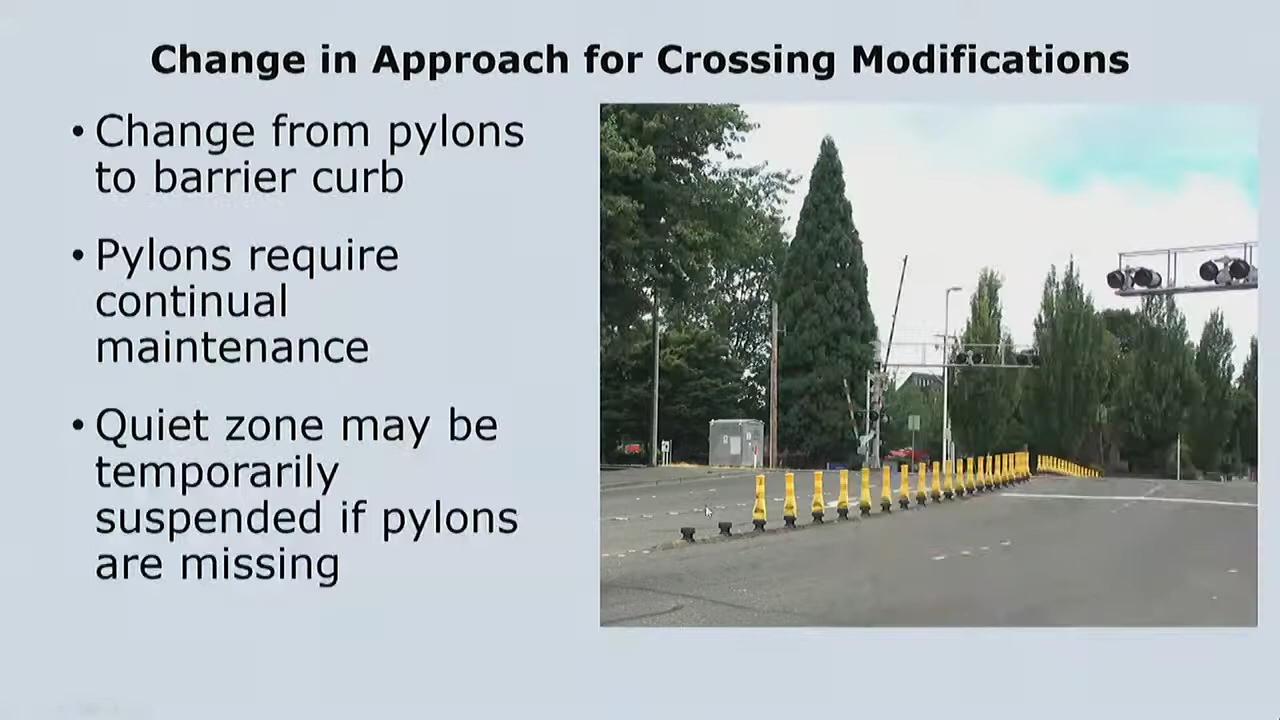 Change in Approach for Crossing Modifications
• Change from pylons
to barrier curb
• Pylons require
continual
maintenance
• Quiet zone may be
temporarily
suspended if pylons
are missing